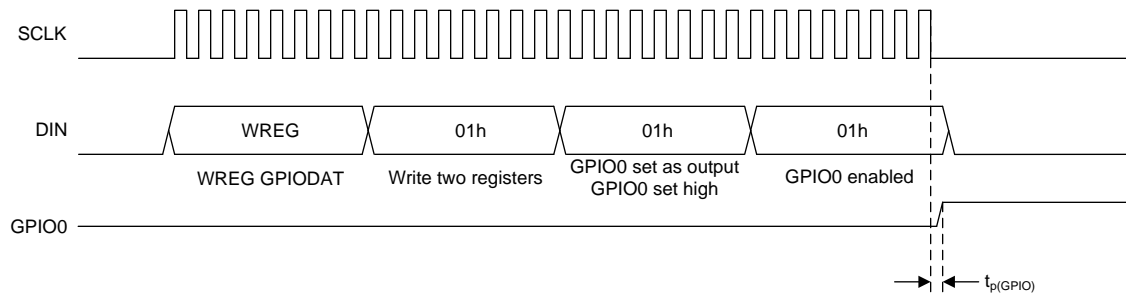 SCLK
DIN
WREG
01h
01h
01h
WREG GPIODAT
Write two registers
GPIO0 set as output
GPIO0 set high
GPIO0 enabled
GPIO0
tp(GPIO)